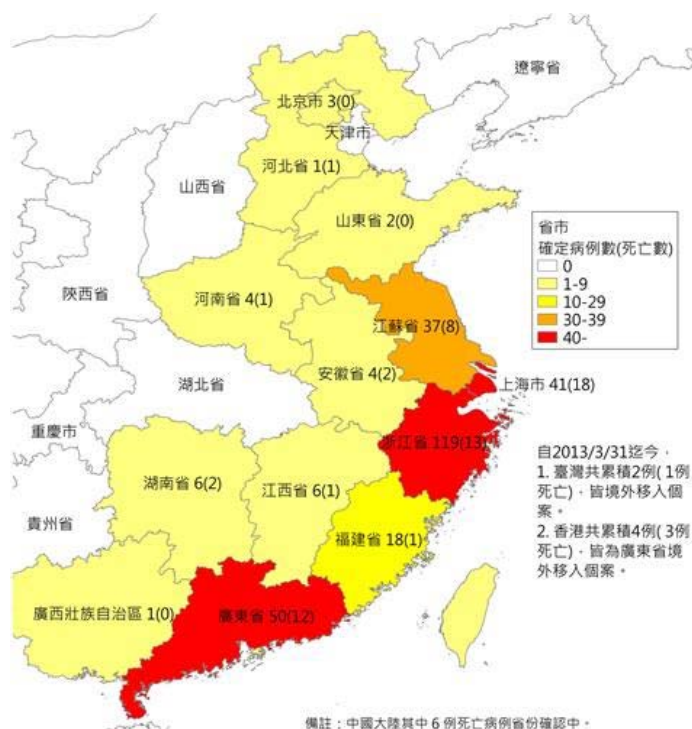 遼寧省
北京市 3(0)
天津市
河北省 1(1)
山西省
山東省 2(0)
省市
確定病例數(死亡數)
0
1-9
10-29
30-39
40-
陝西省
河南省 4(1)
江蘇省 37(8)
安徽省 4(2)
上海市 41(18)
湖北省
重慶市
浙江省 119(13)
湖南省 6(2)
江西省 6(1)
貴州省
福建省 18(1)
自2013/3/31迄今，
1. 臺灣共累積2例( 1例
死亡)，皆境外移入個
案。
2. 香港共累積4例( 3例
死亡)，皆為廣東省境
外移入個案。
廣西壯族自治區 1(0)
廣東省 50(12)
備註：中國大陸其中 6 例死亡病例省份確認中。